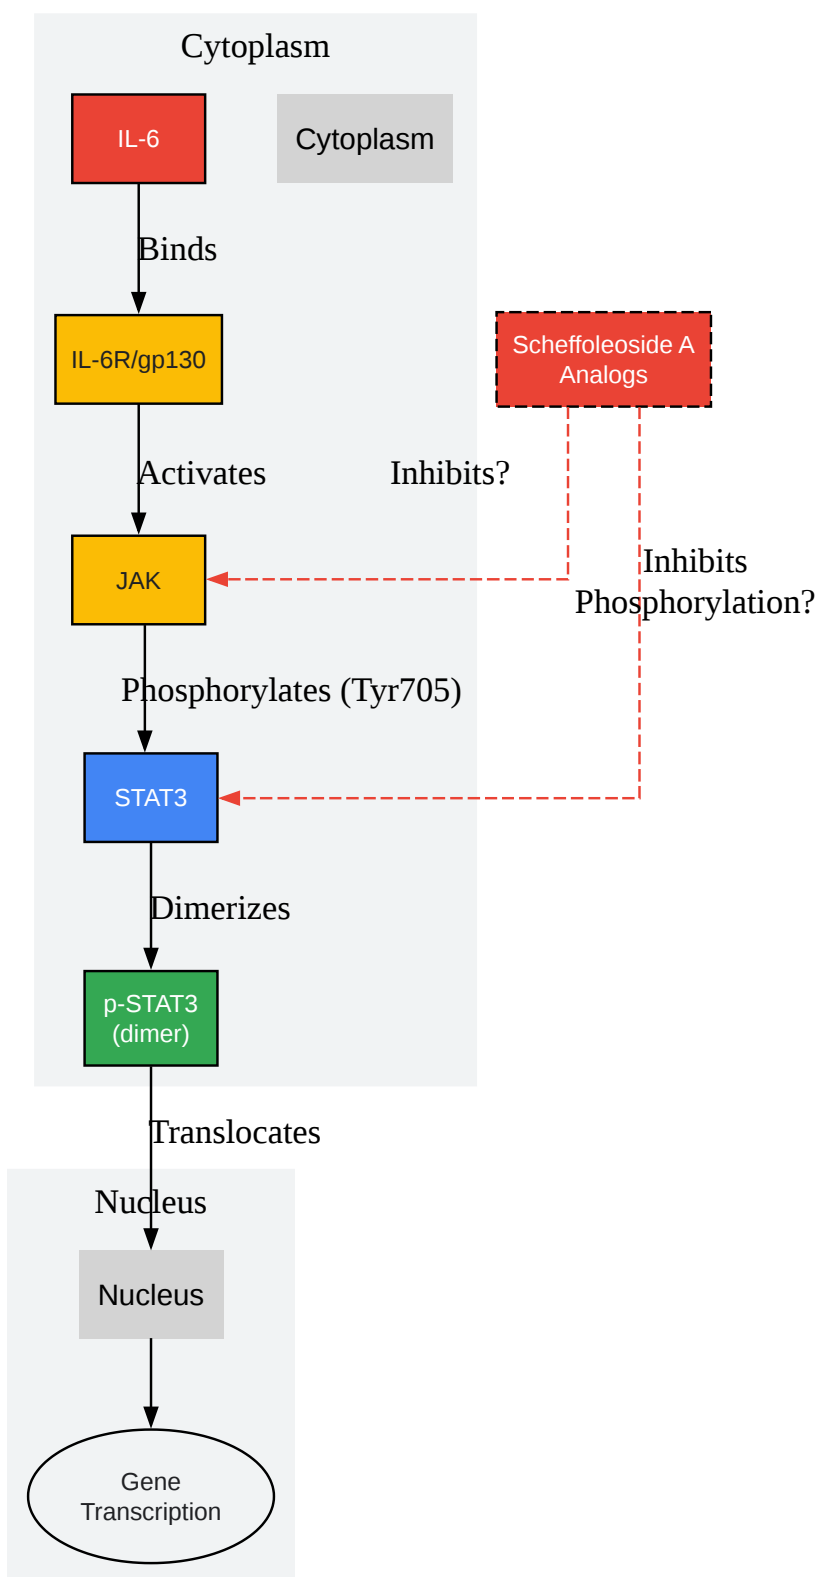 Cytoplasm
IL-6
Cytoplasm
Binds
IL-6R/gp130
Scheffoleoside A
Analogs
Activates
Inhibits?
JAK
Inhibits
Phosphorylation?
Phosphorylates (Tyr705)
STAT3
Dimerizes
p-STAT3
(dimer)
Translocates
Nucleus
Nucleus
Gene
Transcription